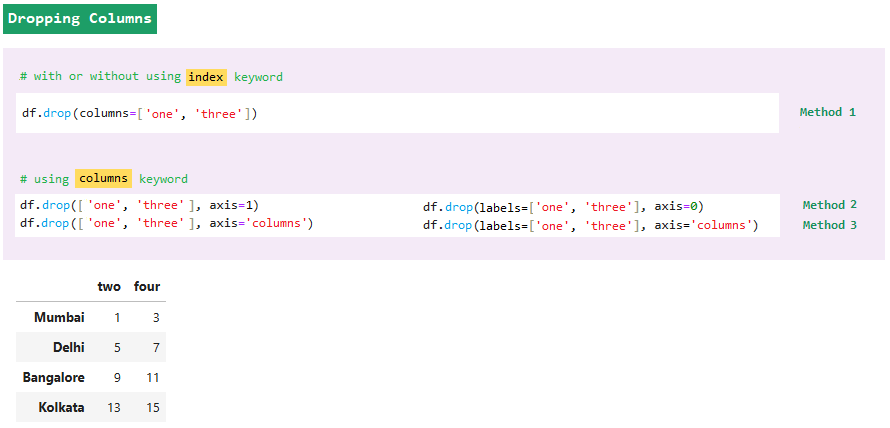 Dropping Columns
# with or without using index keyword
df.drop(columns=['one', 'three'])
Method 1
# using columns keyword
df.drop(['one', 'three'], axis=1)
df.drop(labels=['one', 'three'], axis=0)
Method 2
df.drop(['one', 'three'], axis='columns')
df.drop(labels=['one', 'three'], axis='columns')
Method 3
two four
Mumbai 1 3
Delhi 5 7
Bangalore 9 11
Kolkata 13 15